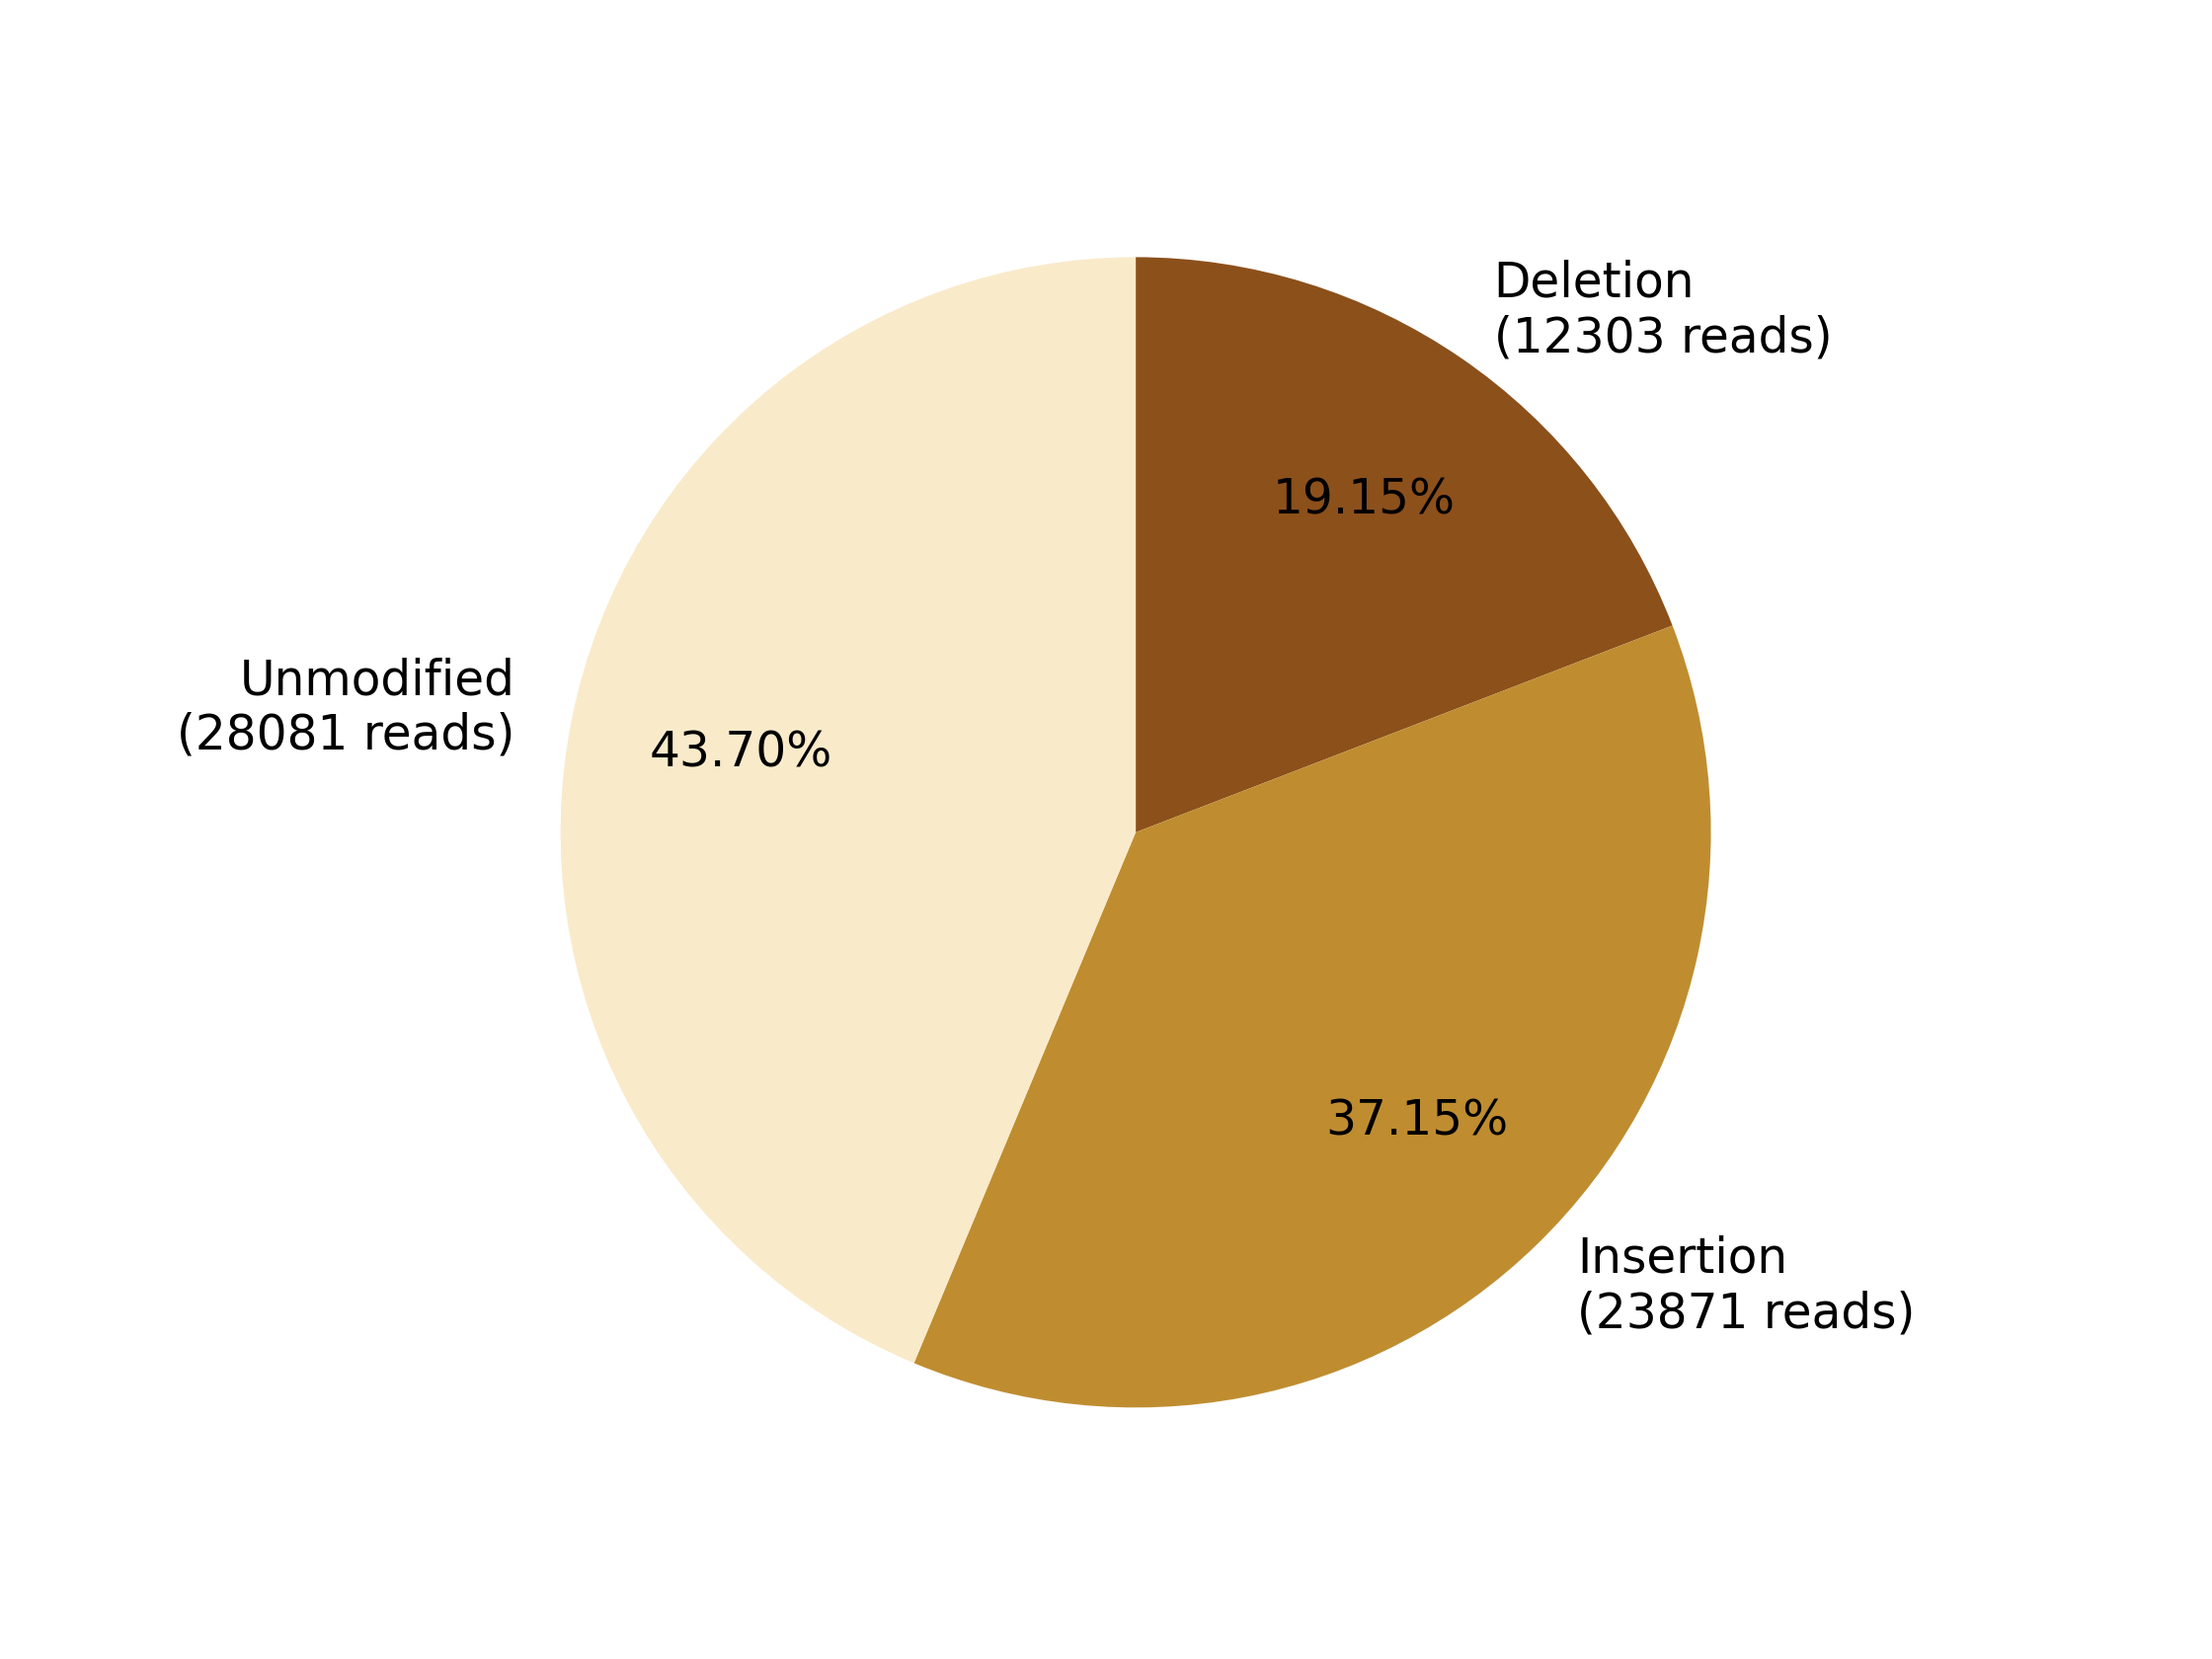 Deletion
(12303 reads)
19.15%
Unmodified
(28081 reads)
43.70%
37.15%
Insertion
(23871 reads)